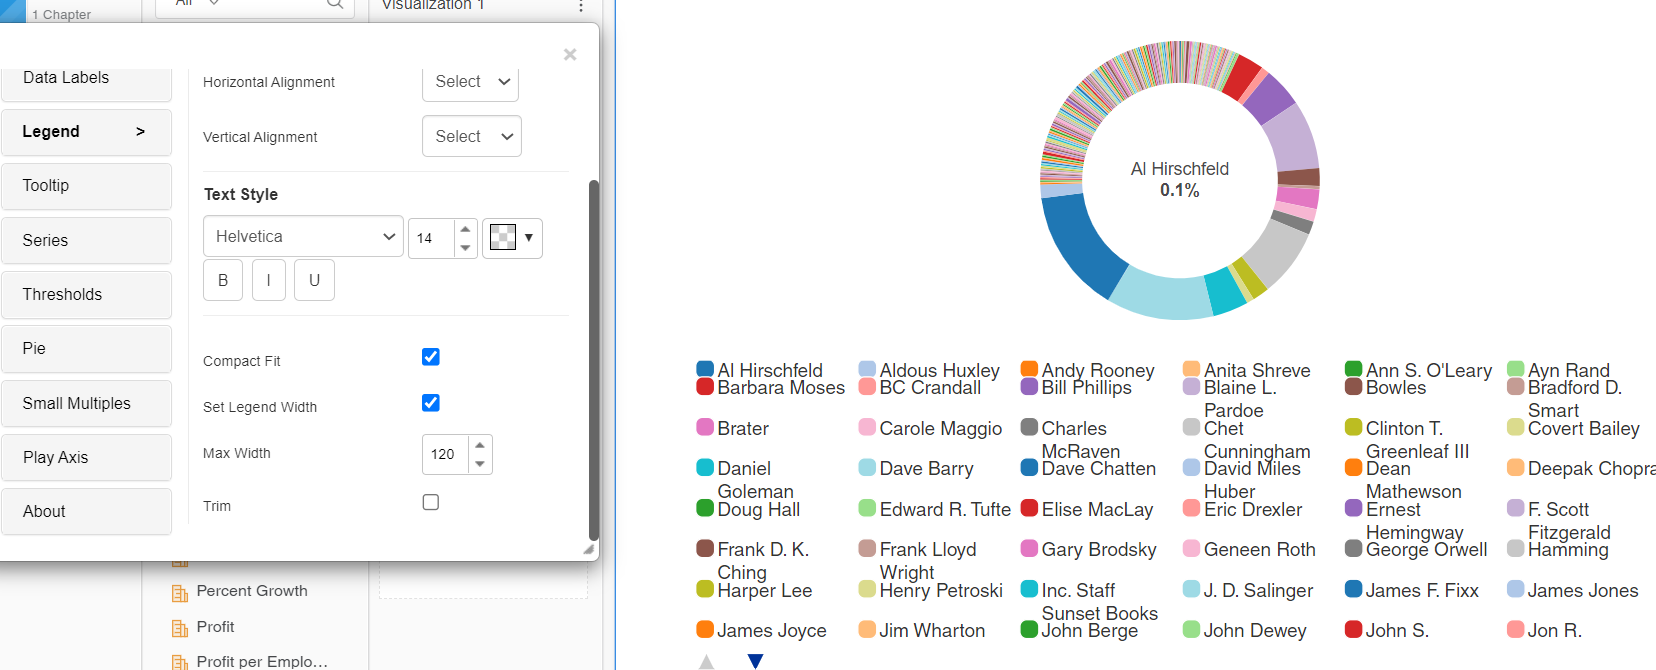 1 Chapter
All
Visualization 1
Data Labels
Legend >
Tooltip
Series
Thresholds
Pie
Small Multiples
Play Axis
About
Horizontal Alignment
Select
Vertical Alignment
Select
Text Style
Helvetica
14
B
I
U
Compact Fit
Set Legend Width
Max Width
120
Trim
Percent Growth
Profit
Profit per Emplo...
Al Hirschfeld
0.1%
Al Hirschfeld
Aldous Huxley
Andy Rooney
Anita Shreve
Ann S. O'Leary
Ayn Rand
Barbara Moses
BC Crandall
Bill Phillips
Blaine L.
Pardoe
Bowles
Bradford D.
Smart
Brater
Carole Maggio
Charles
McRaven
Chet
Cunningham
Clinton T.
Greenleaf III
Covert Bailey
Daniel
Goleman
Dave Barry
Dave Chatten
David Miles
Huber
Dean
Mathewson
Deepak Chopra
Doug Hall
Edward R. Tufte
Elise MacLay
Eric Drexler
Ernest
Hemingway
F. Scott
Fitzgerald
Frank D. K.
Ching
Frank Lloyd
Wright
Gary Brodsky
Geneen Roth
George Orwell
Hamming
Harper Lee
Henry Petroski
Inc. Staff
Sunset Books
J. D. Salinger
James F. Fixx
James Jones
James Joyce
Jim Wharton
John Berge
John Dewey
John S.
Jon R.